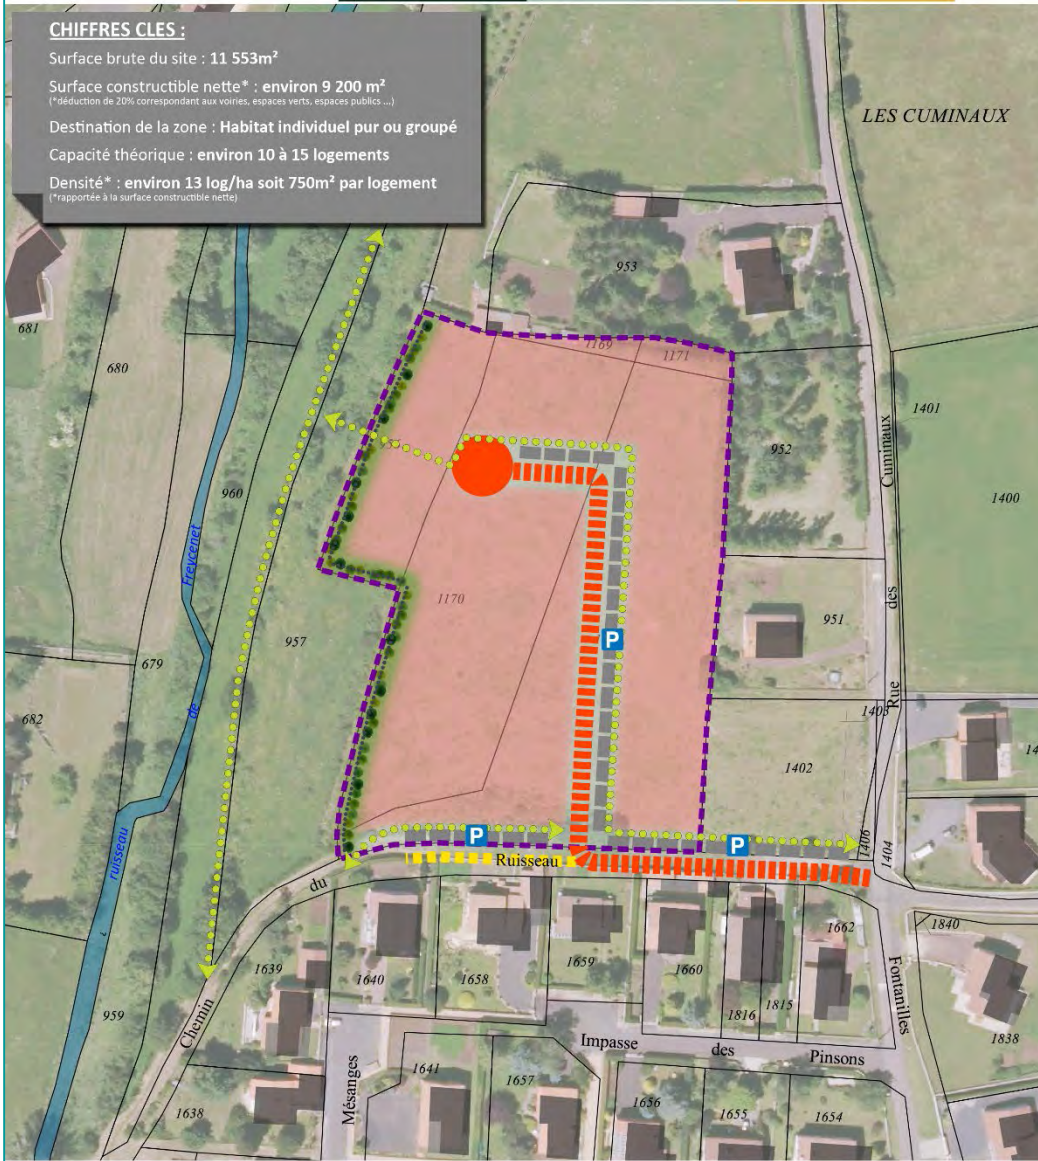 CHIFFRES CLES :
Surface brute du site : 11 553m²
Surface constructible nette* : environ 9 200 m²
(*déduction de 20% correspondant aux voiries, espaces verts, espaces publics ...)
Destination de la zone : Habitat individuel pur ou groupé
Capacité théorique : environ 10 à 15 logements
Densité* : environ 13 log/ha soit 750m² par logement
(*rapportée à la surface constructible nette)
LES CUMINAUX
953
681
680
1169
1171
1401
952
Cuminaux
960
1400
Freycenet
1170
des
951
957
P
de
679
Rue
682
1403
1402
1406
1404
P
P
ruisseau
du
Ruisseau
1662
1840
1639
1640
1658
1659
1660
1816
1815
Fontanilles
959
Chemin
Impasse
des
Pinsons
1838
Mésanges
1641
1657
1638
1656
1655
1654